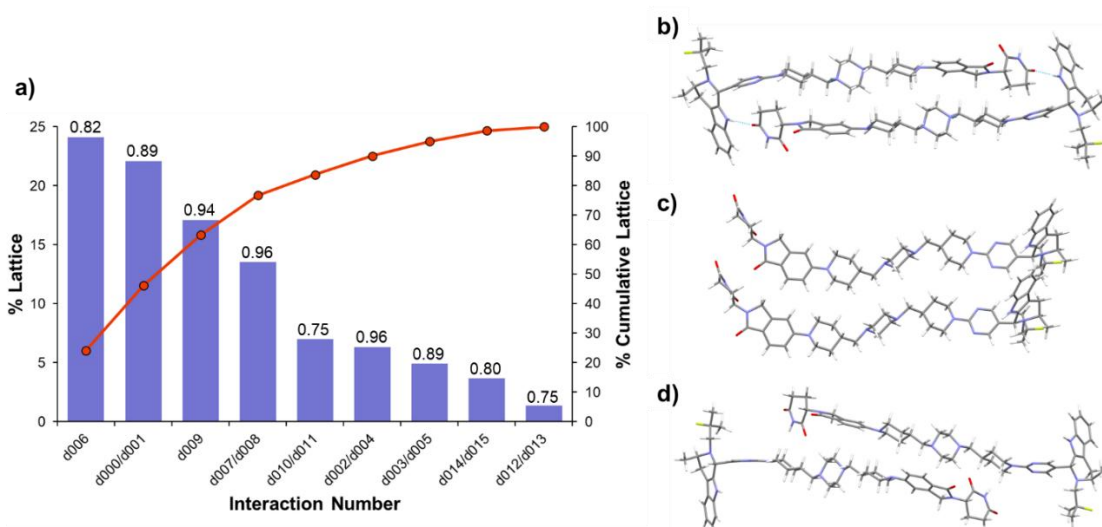 a)
% Lattice
25
20
15
10
5
0
0.82
0.89
0.94
0.96
0.75
0.96
0.89
0.80
0.75
100
90
80
70
60
50
40
30
20
10
0
% Cumulative Lattice
d006
d000/d001
d009
d007/d008
d010/d011
d002/d004
d003/d005
d014/d015
d012/d013
Interaction Number
b)
c)
d)